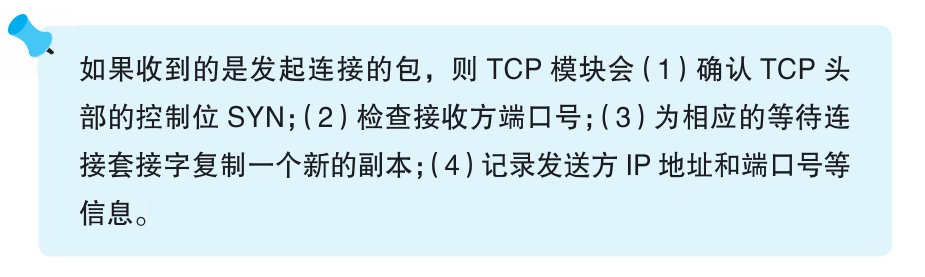 如果收到的是发起连接的包，则 TCP 模块会(1)确认 TCP 头
部的控制位 SYN;(2)检查接收方端口号;(3)为相应的等待连
接套接字复制一个新的副本;(4)记录发送方 IP 地址和端口号等
信息。